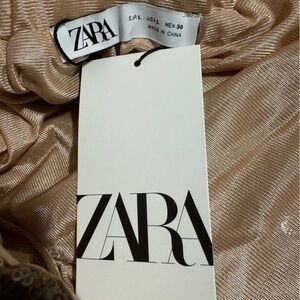 ZARA
EUR L USA L MEX 30
MADE IN CHINA
ZARA